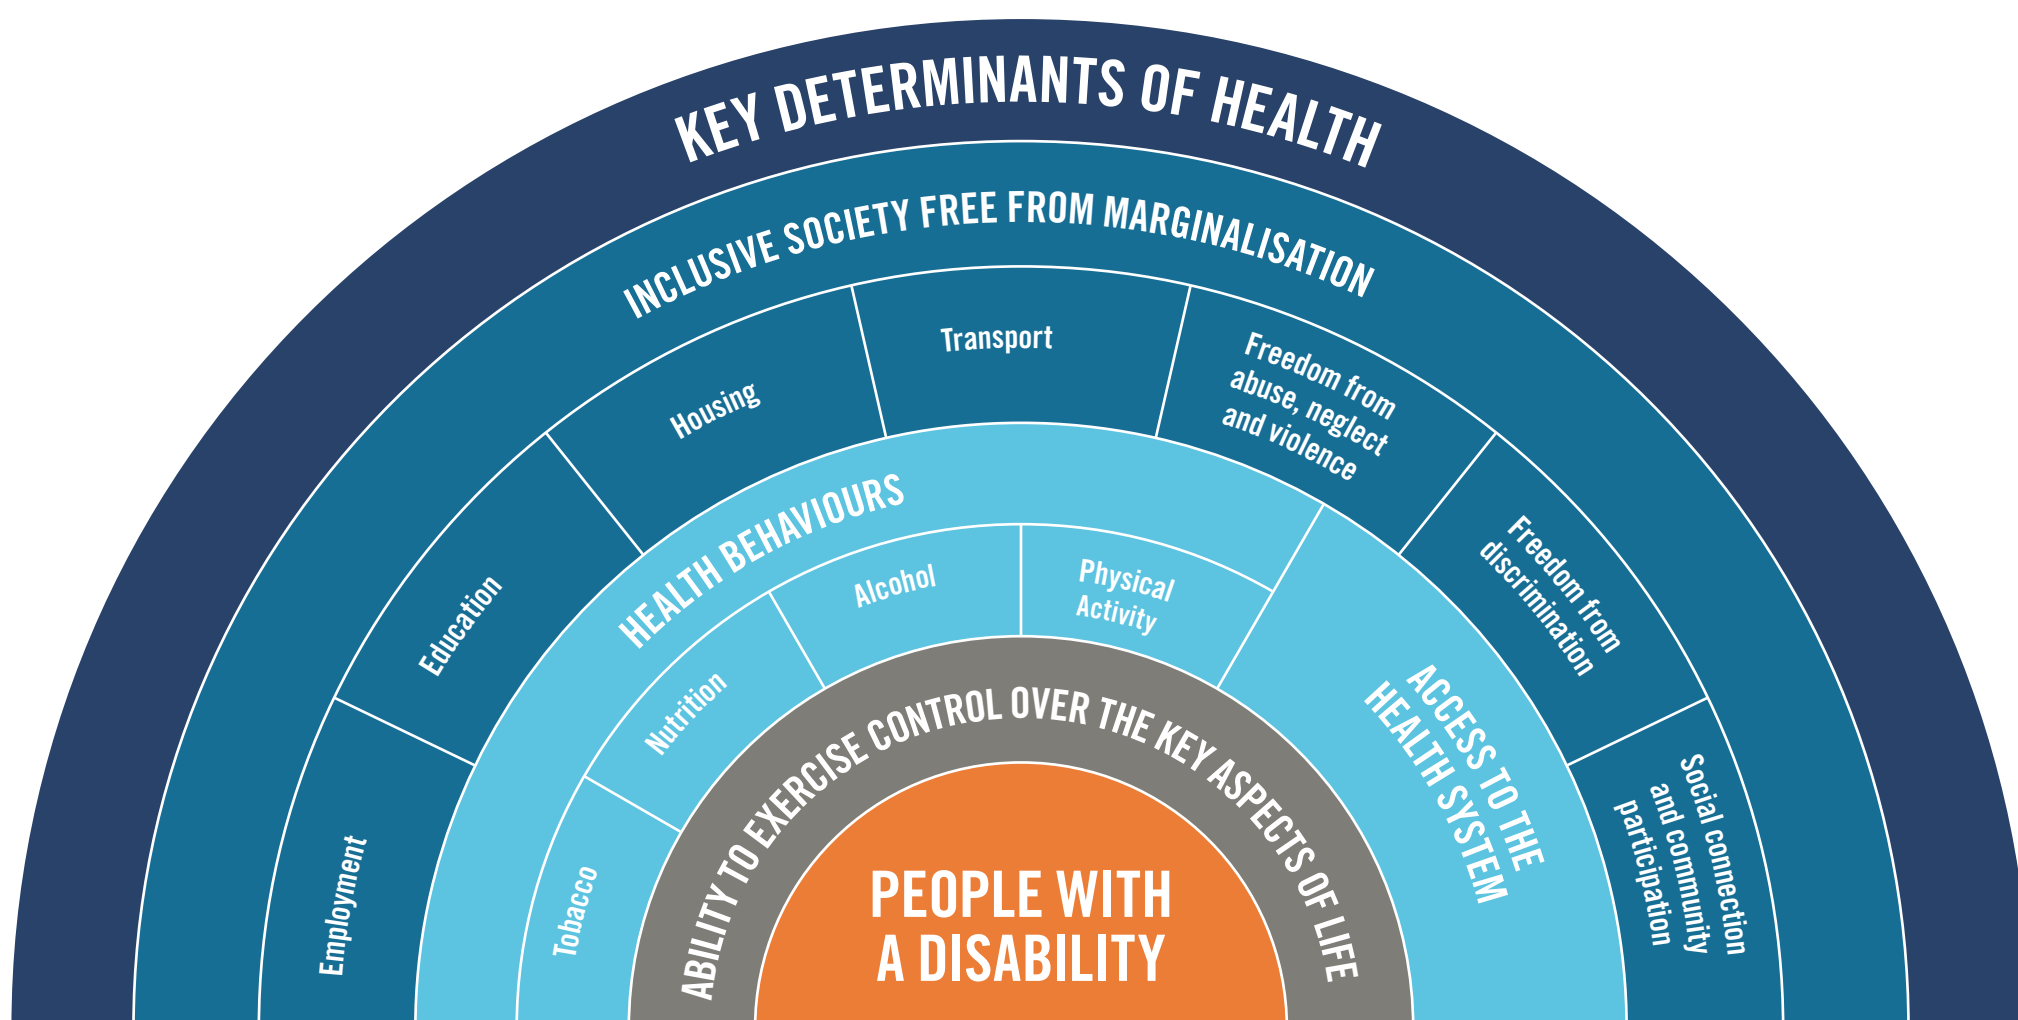 KEY DETERMINANTS OF HEALTH
INCLUSIVE SOCIETY FREE FROM MARGINALISATION
Employment
Education
Housing
Transport
Freedom from
abuse, neglect
and violence
Freedom from
discrimination
Social connection
and community
participation
HEALTH BEHAVIOURS
Tobacco
Nutrition
Alcohol
Physical
Activity
ACCESS TO THE
HEALTH SYSTEM
ABILITY TO EXERCISE CONTROL OVER THE KEY ASPECTS OF LIFE
PEOPLE WITH
A DISABILITY